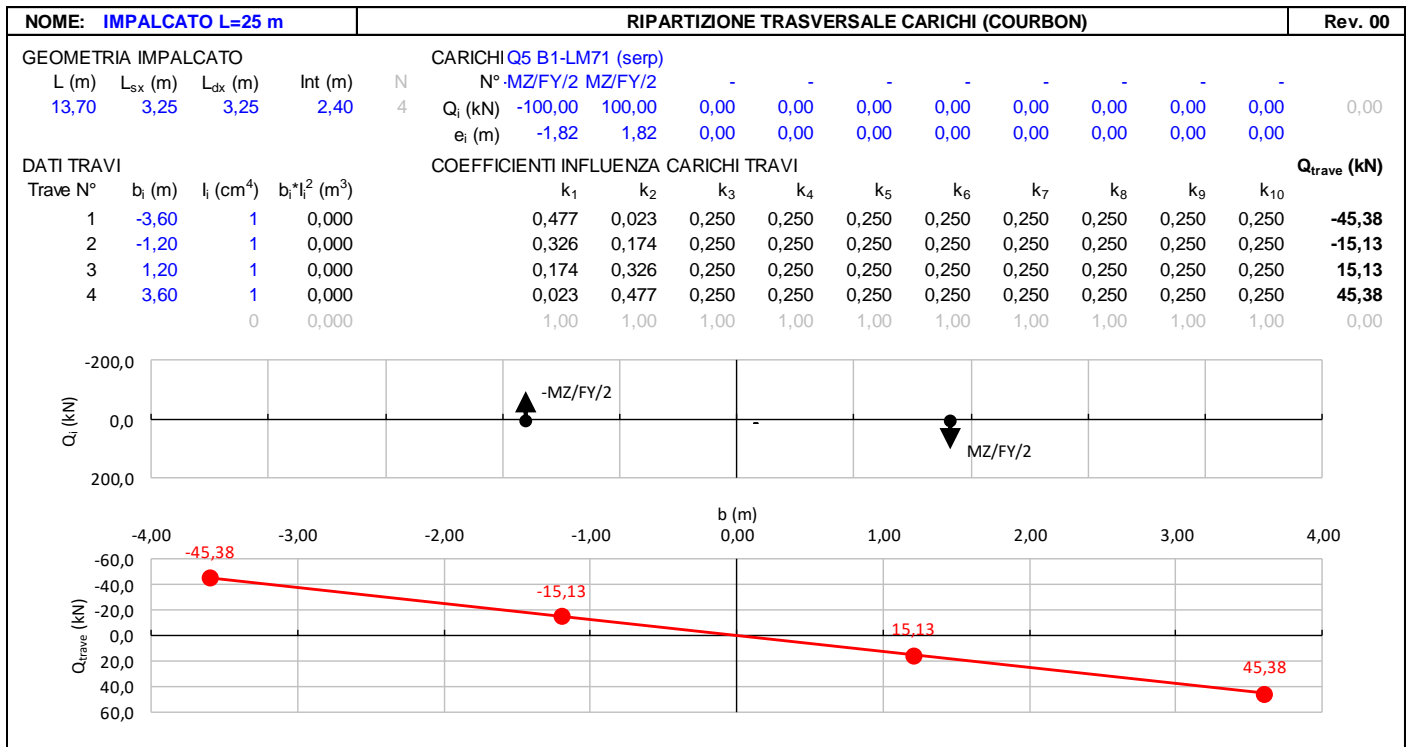 NOME: IMPALCATO L=25 m RIPARTIZIONE TRASVERSALE CARICHI (COURBON) Rev. 00
GEOMETRIA IMPALCATO CARICHI Q5 B1-LM71 (serp)
L (m) Lsx (m) Ldx (m) Int (m) N N° -MZ/FY/2 MZ/FY/2 - - - - - - - -
13,70 3,25 3,25 2,40 4 Qi (kN) -100,00 100,00 0,00 0,00 0,00 0,00 0,00 0,00 0,00 0,00 0,00
ei (m) -1,82 1,82 0,00 0,00 0,00 0,00 0,00 0,00 0,00 0,00
DATI TRAVI COEFFICIENTI INFLUENZA CARICHI TRAVI Qtrave (kN)
Trave N° bi (m) Ii (cm4) bi*Ii2 (m3) k1 k2 k3 k4 k5 k6 k7 k8 k9 k10
1 -3,60 1 0,000 0,477 0,023 0,250 0,250 0,250 0,250 0,250 0,250 0,250 0,250 -45,38
2 -1,20 1 0,000 0,326 0,174 0,250 0,250 0,250 0,250 0,250 0,250 0,250 0,250 -15,13
3 1,20 1 0,000 0,174 0,326 0,250 0,250 0,250 0,250 0,250 0,250 0,250 0,250 15,13
4 3,60 1 0,000 0,023 0,477 0,250 0,250 0,250 0,250 0,250 0,250 0,250 0,250 45,38
0 0,000 1,00 1,00 1,00 1,00 1,00 1,00 1,00 1,00 1,00 1,00 0,00
-200,0
-MZ/FY/2
Qi (kN)
0,0
-
MZ/FY/2
200,0
b (m)
-4,00 -3,00 -2,00 -1,00 0,00 1,00 2,00 3,00 4,00
-45,38
-60,0
-40,0
-15,13
-20,0
Qtrave (kN)
0,0
15,13
20,0
45,38
40,0
60,0